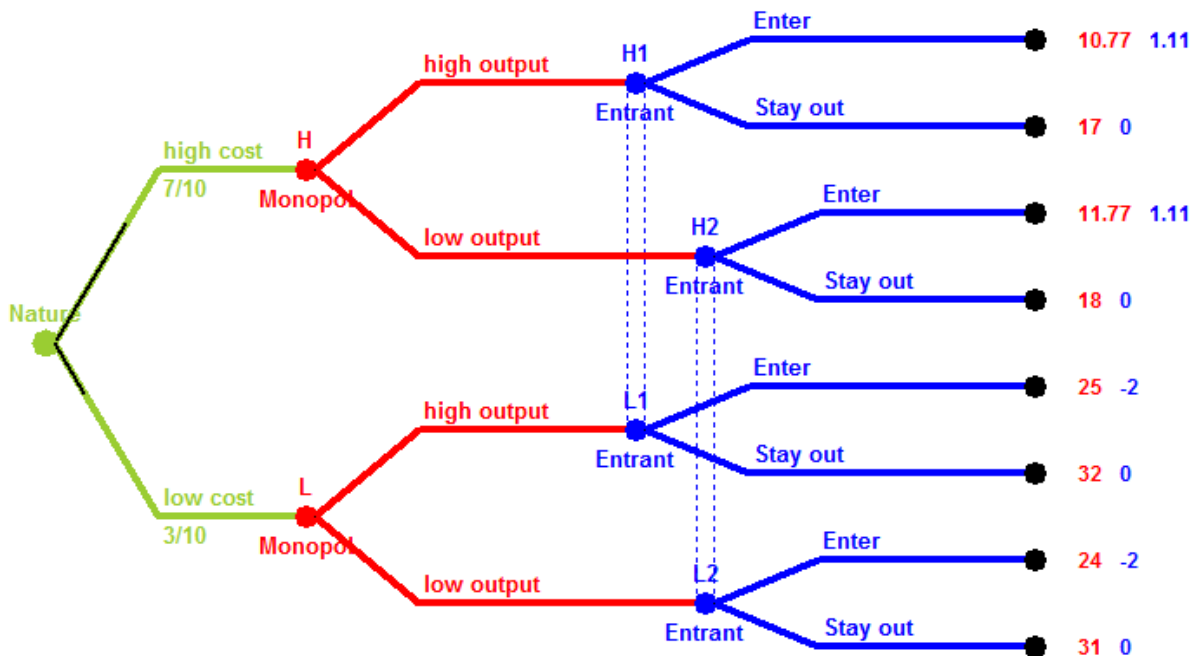 Enter
10.77 1.11
H1
high output
Entrant
Stay out
17 0
H
high cost
7/10
Monopol
Enter
11.77 1.11
H2
low output
Entrant
Stay out
18 0
Nature
Enter
25 -2
L1
high output
Entrant
Stay out
32 0
L
low cost
3/10
Monopol
Enter
24 -2
L2
low output
Entrant
Stay out
31 0